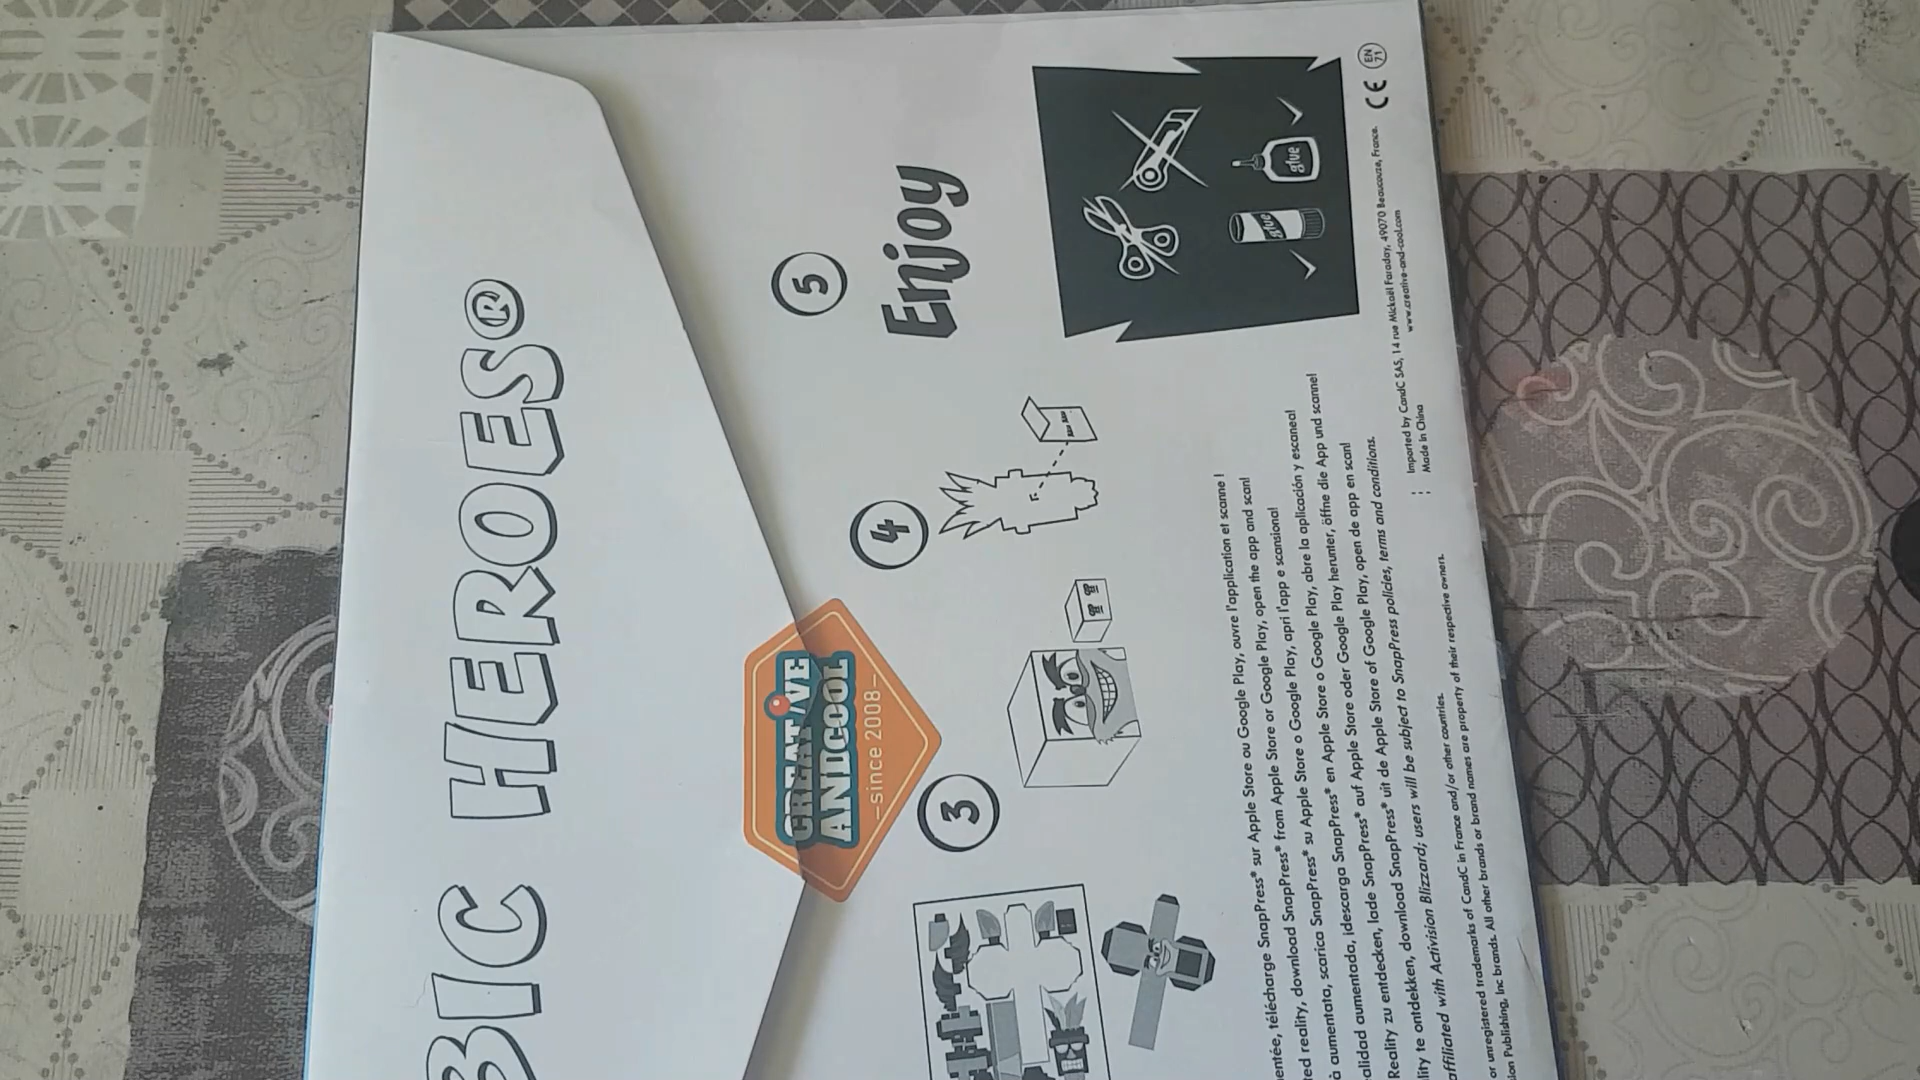 BIC HEROES®
CREATIVE
ANDCOOL
—since 2008—
3
4
5
Enjoy
glue
glue
télécharge SnapPress® sur Apple Store ou Google Play, ouvre l'application et scanne !
reality, download SnapPress® from Apple Store or Google Play, open the app and scan!
à aumentata, scarica SnapPress® su Apple Store o Google Play, apri l'app e scansiona!
aumentada, idescarga SnapPress® en Apple Store o Google Play, abre la aplicación y escanea!
Reality zu entdecken, lade SnapPress® auf Apple Store oder Google Play herunter, öffne die App und scanne!
te ontdekken, download SnapPress® uit de Apple Store of Google Play, open de app en scan!
affiliated with Activision Blizzard; users will be subject to SnapPress policies, terms and conditions.
or unregistered trademarks of CandC in France and/or other countries.
Publishing, Inc brands. All other brands or brand names are property of their respective owners.
Imported by CandC SAS, 14 rue Mickaël Faraday, 49070 Beaucouzé, France.
www.creative-and-cool.com
Made in China
CE
EN
71